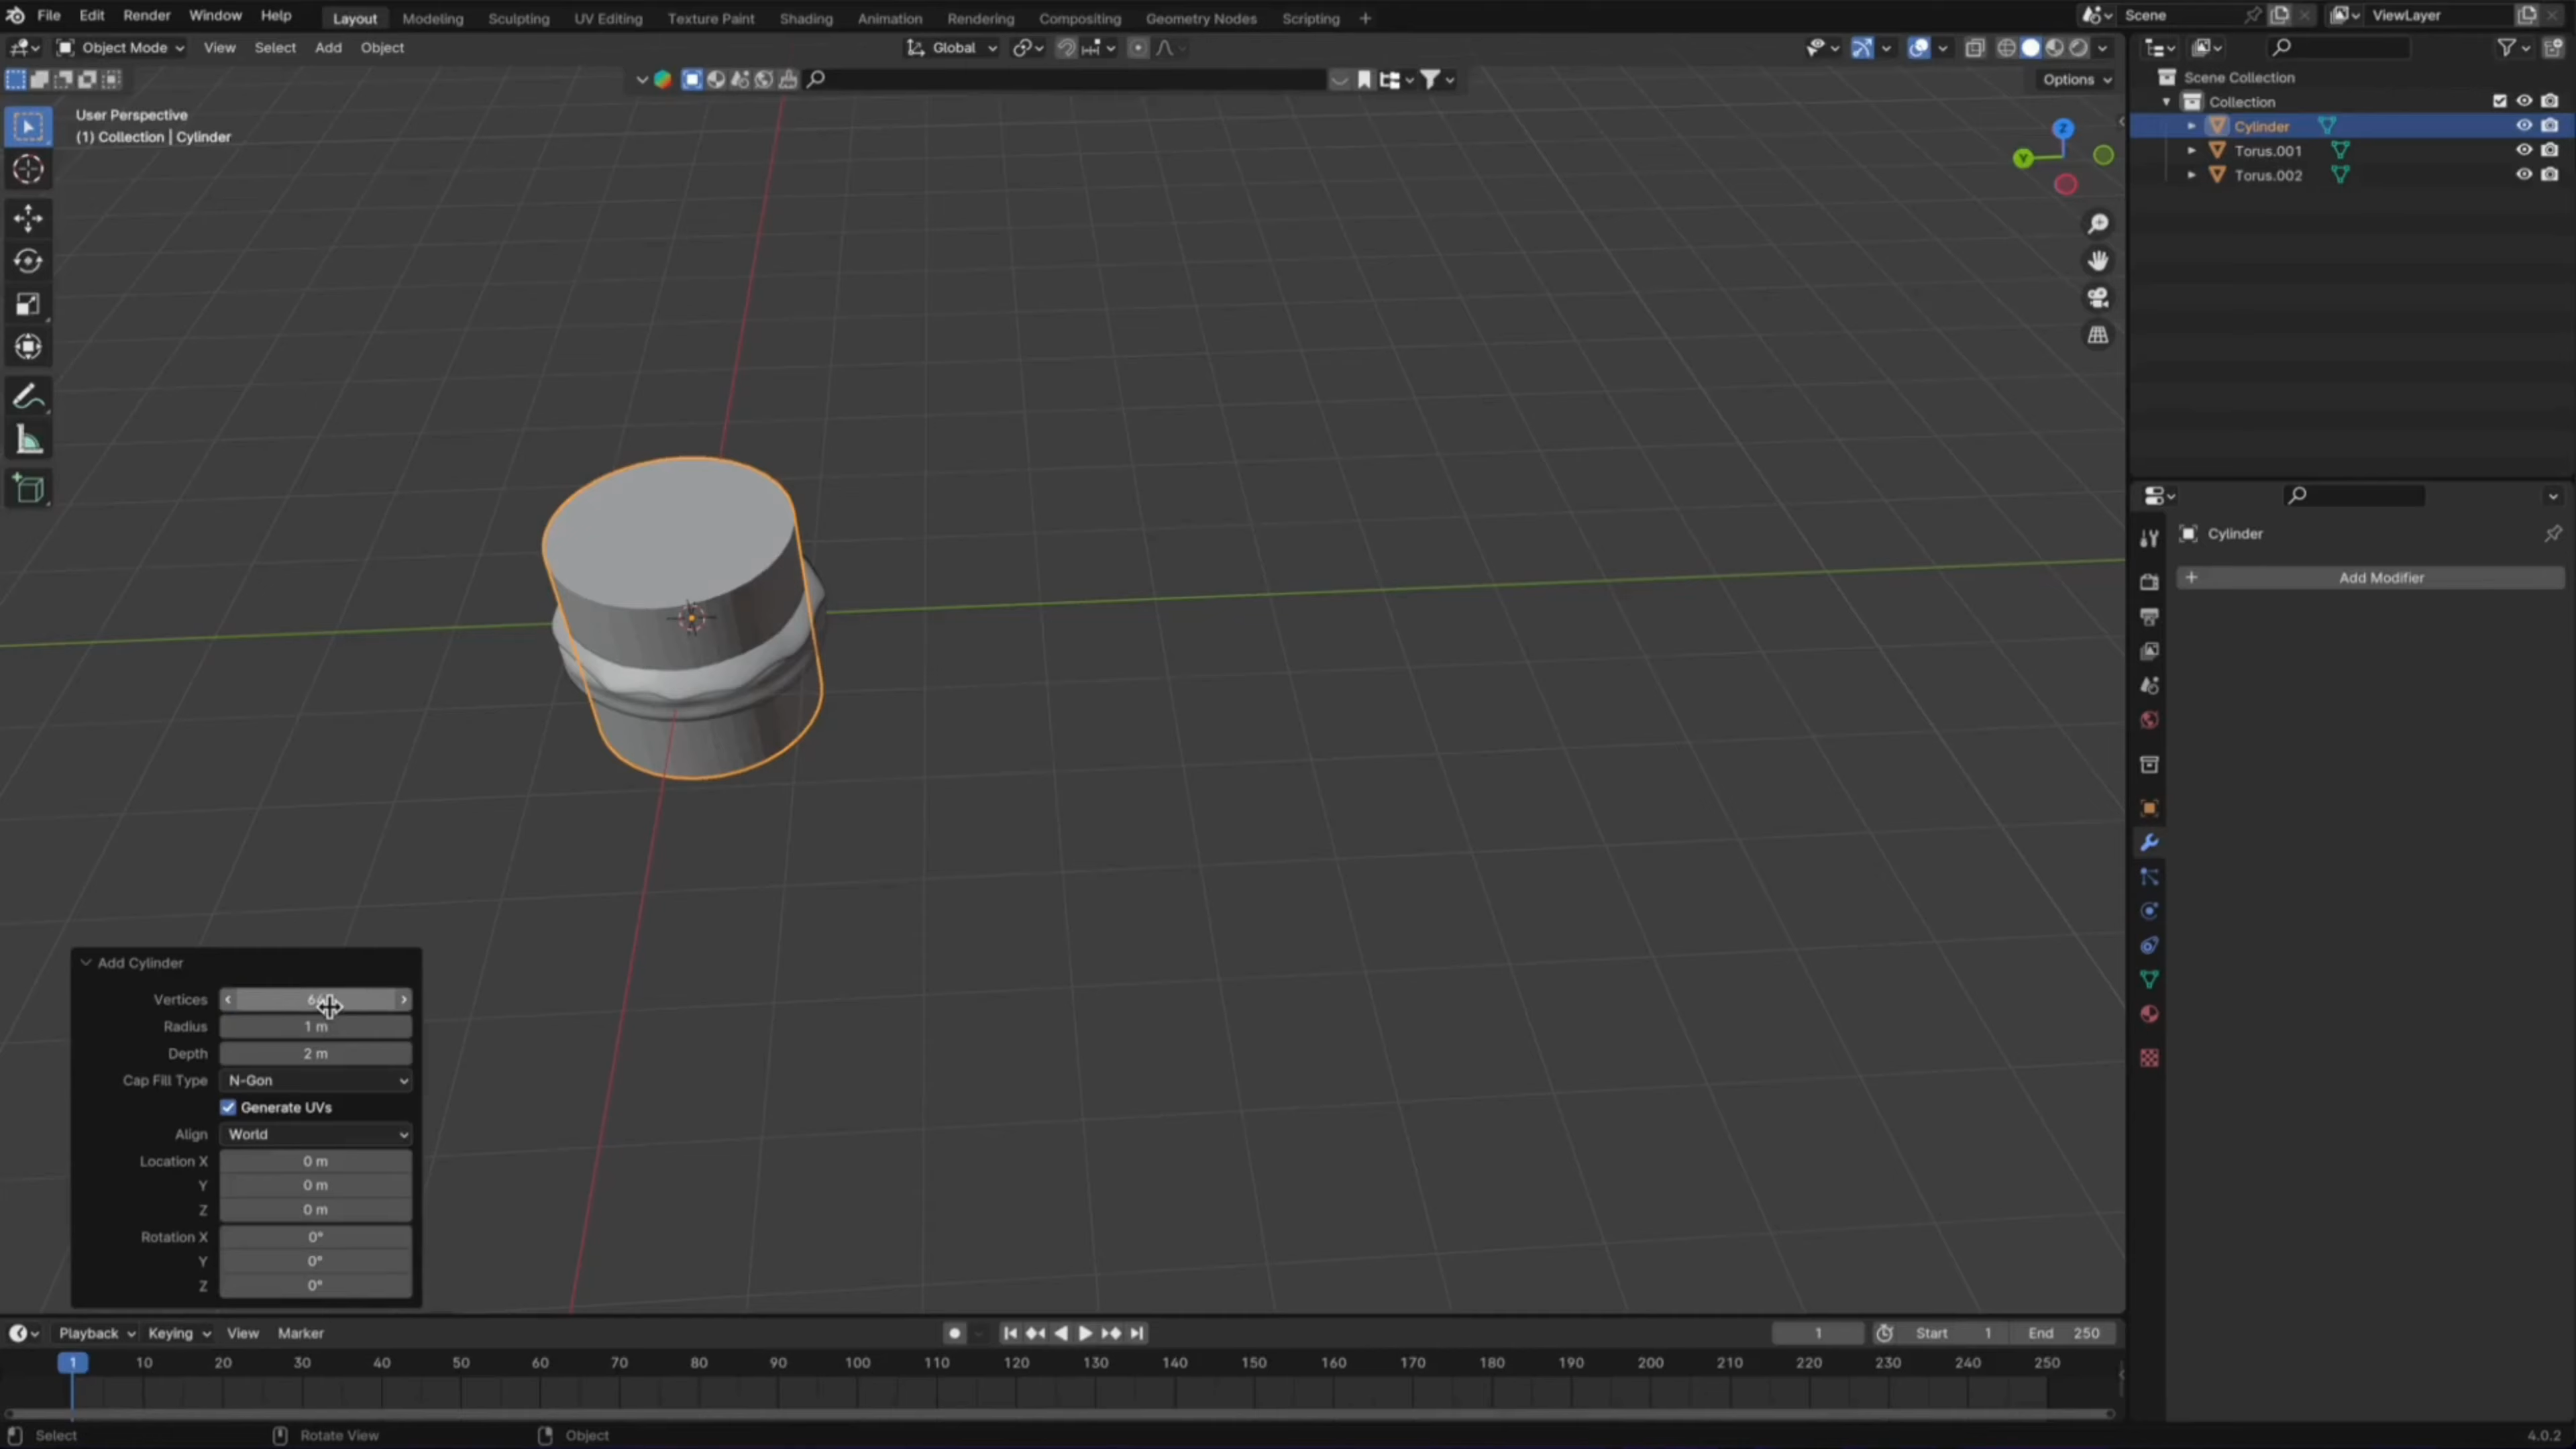 File Edit Render Window Help Layout Modeling Sculpting UV Editing Texture Paint Shading Animation Rendering Compositing Geometry Nodes Scripting + Scene ViewLayer
Object Mode View Select Add Object Global
Options
User Perspective
(1) Collection | Cylinder
Z
Y
Scene Collection
Collection
Cylinder
Torus.001
Torus.002
Cylinder
+ Add Modifier
Add Cylinder
Vertices
Radius 1 m
Depth 2 m
Cap Fill Type N-Gon
Generate UVs
Align World
Location X 0 m
Y 0 m
Z 0 m
Rotation X 0°
Y 0°
Z 0°
Playback Keying View Marker 1 Start 1 End 250
1 10 20 30 40 50 60 70 80 90 100 110 120 130 140 150 160 170 180 190 200 210 220 230 240 250
Select Rotate View Object 4.0.2